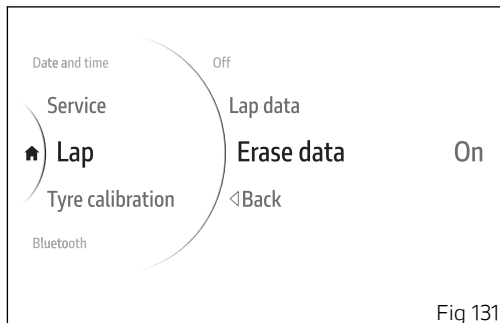 Date and time
Off
Service
Lap data
Lap
Erase data
On
Tyre calibration
◁Back
Bluetooth
Fig 131